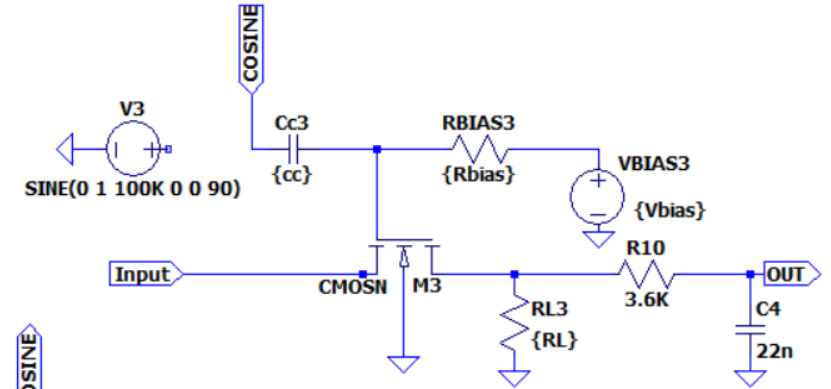 COSINE
V3
SINE(0 1 100K 0 0 90)
Cc3
{cc}
RBIAS3
{Rbias}
VBIAS3
{Vbias}
Input
CMOSN
M3
R10
3.6K
OUT
RL3
{RL}
C4
22n